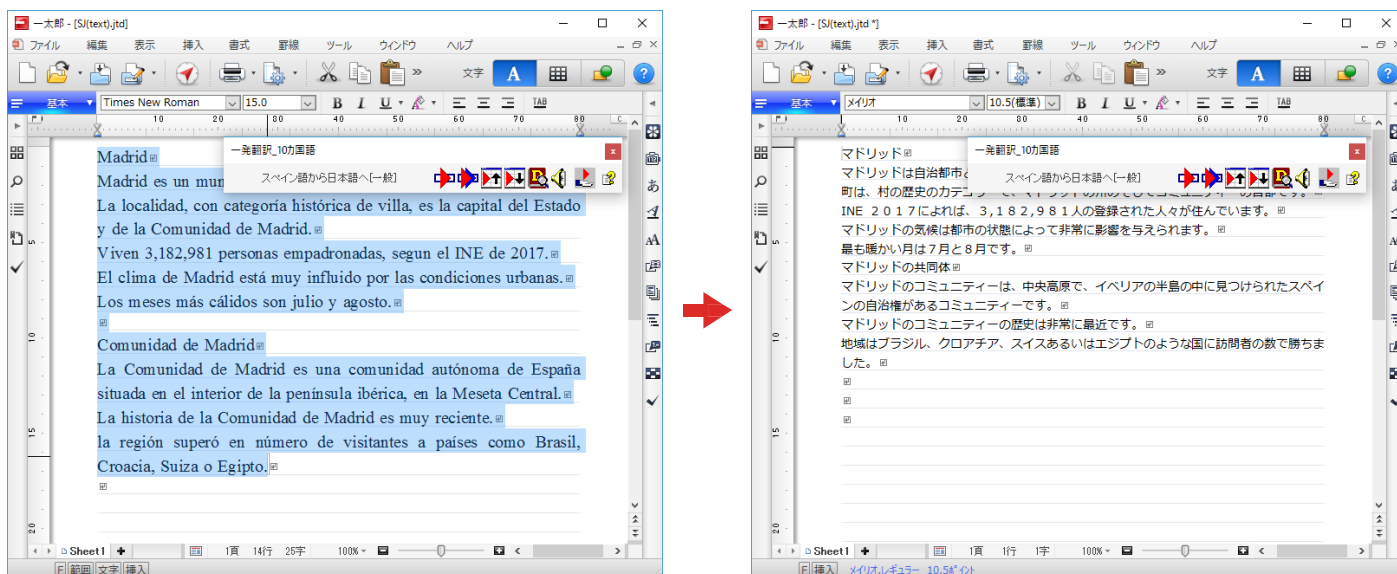 一太郎 - [SJ(text).jtd]
ファイル 編集 表示 挿入 書式 罫線 ツール ウィンドウ ヘルプ
文字 A
基本 Times New Roman 15.0 B I U TAB
10 20 30 40 50 60 70 80
一発翻訳_10カ国語
スペイン語から日本語へ[一般]
Madrid
Madrid es un mun
La localidad, con categoría histórica de villa, es la capital del Estado
y de la Comunidad de Madrid.
Viven 3,182,981 personas empadronadas, segun el INE de 2017.
El clima de Madrid está muy influido por las condiciones urbanas.
Los meses más cálidos son julio y agosto.
Comunidad de Madrid
La Comunidad de Madrid es una comunidad autónoma de España
situada en el interior de la península ibérica, en la Meseta Central.
La historia de la Comunidad de Madrid es muy reciente.
la región superó en número de visitantes a países como Brasil,
Croacia, Suiza o Egipto.
Sheet1 1頁 14行 25字 100%
F 範囲 文字 挿入
一太郎 - [SJ(text).jtd *]
ファイル 編集 表示 挿入 書式 罫線 ツール ウィンドウ ヘルプ
文字 A
基本 メイリオ 10.5(標準) B I U TAB
10 20 30 40 50 60 70 80
一発翻訳_10カ国語
スペイン語から日本語へ[一般]
マドリッド
マドリッドは自治都市と
INE 2017によれば、3,182,981人の登録された人々が住んでいます。
マドリッドの気候は都市の状態によって非常に影響を与えられます。
最も暖かい月は7月と8月です。
マドリッドの共同体
マドリッドのコミュニティーは、中央高原で、イベリアの半島の中に見つけられたスペイ
ンの自治権があるコミュニティーです。
マドリッドのコミュニティーの歴史は非常に最近です。
地域はブラジル、クロアチア、スイスあるいはエジプトのような国に訪問者の数で勝ちま
した。
Sheet1 1頁 1行 1字 100%
F 挿入 メイリオ.レギュラー 10.5ポイント